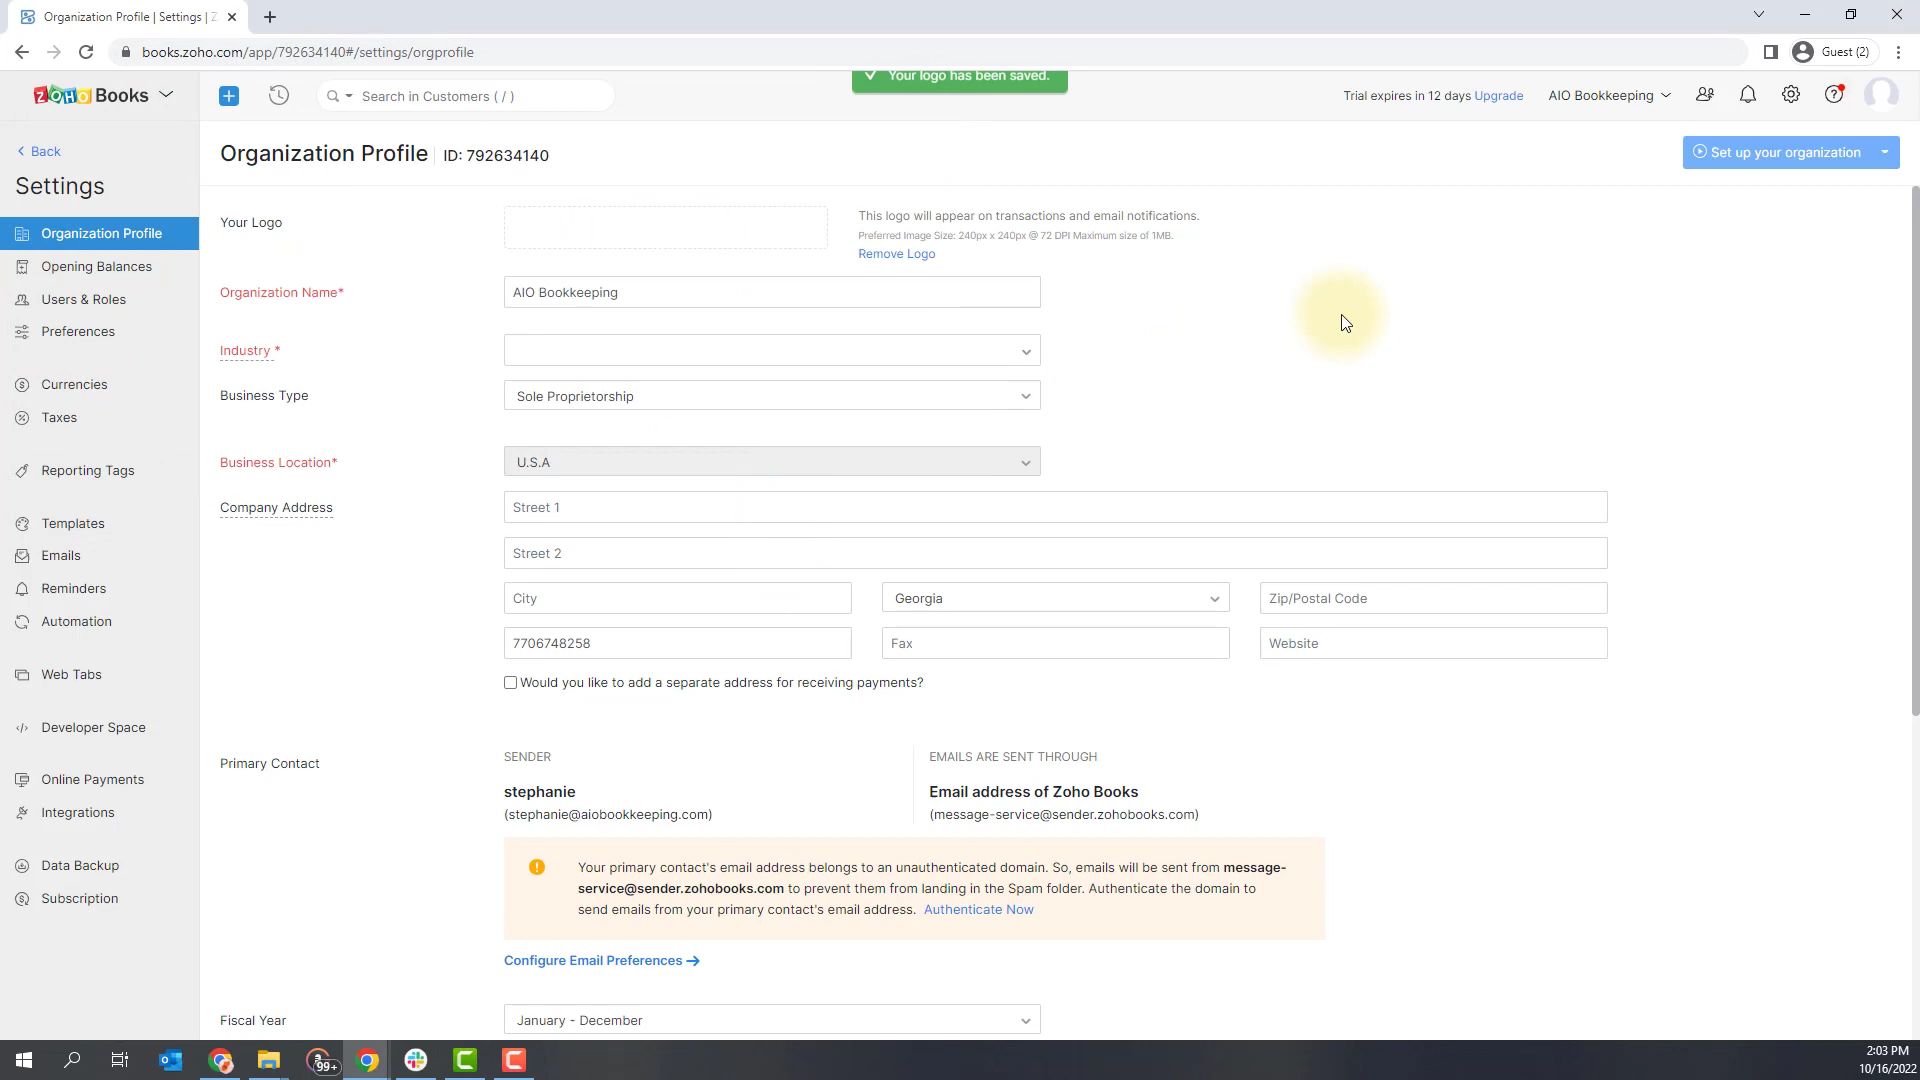 Organization Profile | Settings | Z
books.zoho.com/app/792634140#/settings/orgprofile
Guest (2)
ZOHO Books
Search in Customers ( / )
Your logo has been saved.
Trial expires in 12 days Upgrade
AIO Bookkeeping
Back
Settings
Organization Profile
Opening Balances
Users & Roles
Preferences
Currencies
Taxes
Reporting Tags
Templates
Emails
Reminders
Automation
Web Tabs
Developer Space
Online Payments
Integrations
Data Backup
Subscription
Organization Profile ID: 792634140
Set up your organization
Your Logo
This logo will appear on transactions and email notifications.
Preferred Image Size: 240px x 240px @ 72 DPI Maximum size of 1MB.
Remove Logo
Organization Name*
AIO Bookkeeping
Industry *
Business Type
Sole Proprietorship
Business Location*
U.S.A
Company Address
Street 1
Street 2
City
Georgia
Zip/Postal Code
7706748258
Fax
Website
Would you like to add a separate address for receiving payments?
Primary Contact
SENDER
stephanie
(stephanie@aiobookkeeping.com)
EMAILS ARE SENT THROUGH
Email address of Zoho Books
(message-service@sender.zohobooks.com)
Your primary contact's email address belongs to an unauthenticated domain. So, emails will be sent from message-
service@sender.zohobooks.com to prevent them from landing in the Spam folder. Authenticate the domain to
send emails from your primary contact's email address. Authenticate Now
Configure Email Preferences
Fiscal Year
January - December
99+
2:03 PM
10/16/2022